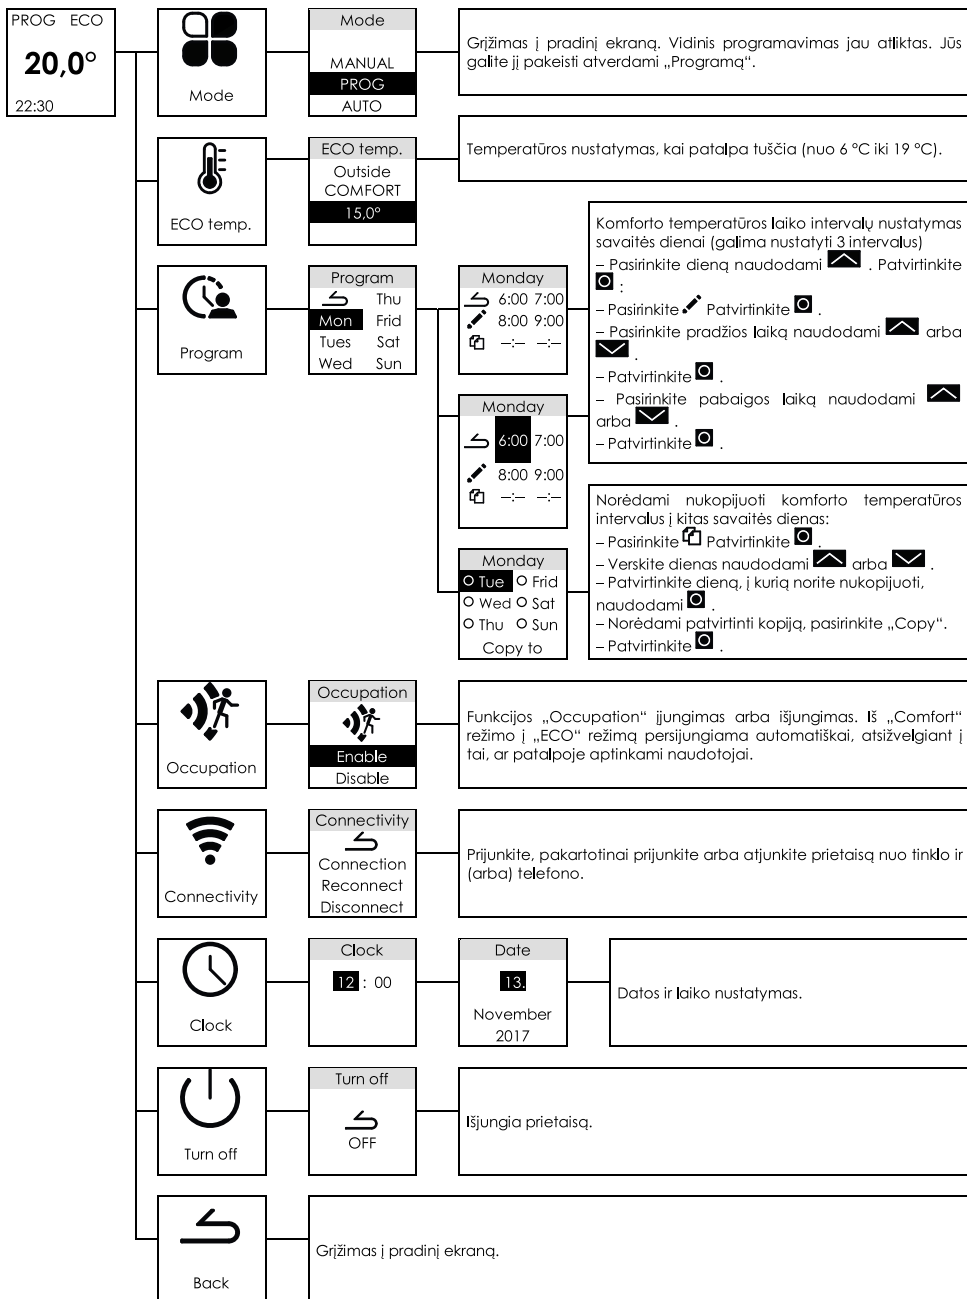 PROG ECO
20,0°
22:30
Mode
Mode
MANUAL
PROG
AUTO
Grįžimas į pradinį ekraną. Vidinis programavimas jau atliktas. Jūs
galite jį pakeisti atverdami „Programą“.
ECO temp.
ECO temp.
Outside
COMFORT
15,0°
Temperatūros nustatymas, kai patalpa tuščia (nuo 6 °C iki 19 °C).
Program
Program
Thu
Mon Frid
Tues Sat
Wed Sun
Monday
6:00 7:00
8:00 9:00
–:– –:–
Monday
6:00 7:00
8:00 9:00
–:– –:–
Komforto temperatūros laiko intervalų nustatymas
savaitės dienai (galima nustatyti 3 intervalus)
– Pasirinkite dieną naudodami . Patvirtinkite
:
– Pasirinkite Patvirtinkite .
– Pasirinkite pradžios laiką naudodami arba
.
– Patvirtinkite .
– Pasirinkite pabaigos laiką naudodami
arba .
– Patvirtinkite .
Monday
Tue Frid
Wed Sat
Thu Sun
Copy to
Norėdami nukopijuoti komforto temperatūros
intervalus į kitas savaitės dienas:
– Pasirinkite Patvirtinkite .
– Verskite dienas naudodami arba .
– Patvirtinkite dieną, į kurią norite nukopijuoti,
naudodami .
– Norėdami patvirtinti kopiją, pasirinkite „Copy“.
– Patvirtinkite .
Occupation
Occupation
Enable
Disable
Funkcijos „Occupation“ įjungimas arba išjungimas. Iš „Comfort“
režimo į „ECO“ režimą persijungiama automatiškai, atsižvelgiant į
tai, ar patalpoje aptinkami naudotojai.
Connectivity
Connectivity
Connection
Reconnect
Disconnect
Prijunkite, pakartotinai prijunkite arba atjunkite prietaisą nuo tinklo ir
(arba) telefono.
Clock
Clock
12 : 00
Date
13.
November
2017
Datos ir laiko nustatymas.
Turn off
Turn off
OFF
Išjungia prietaisą.
Back
Grįžimas į pradinį ekraną.